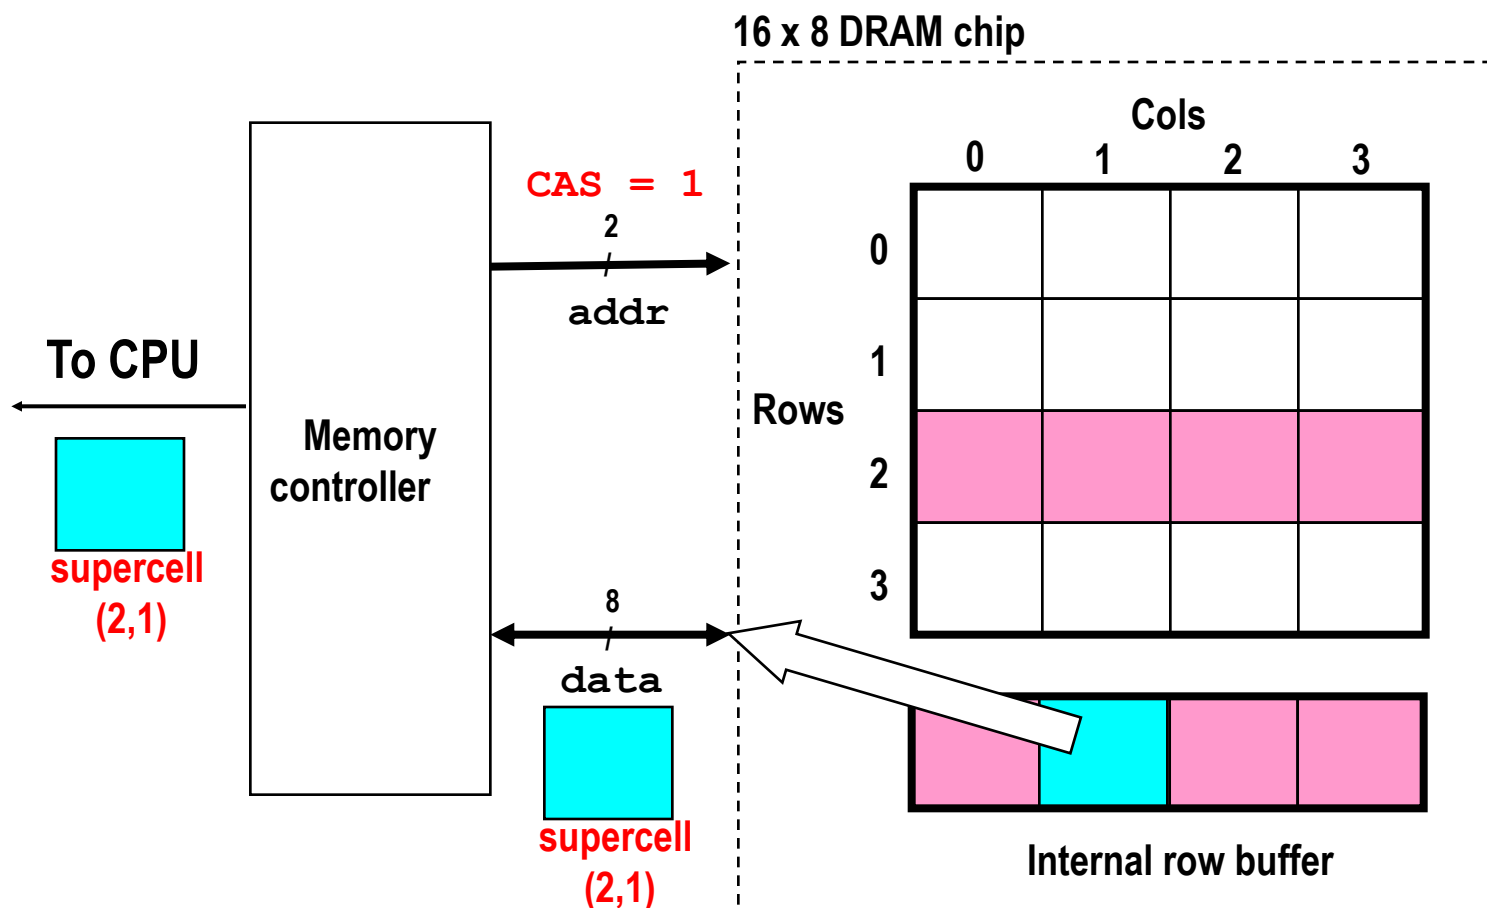 16 x 8 DRAM chip
Cols
0 1 2 3
CAS = 1
2
addr
0
1
Rows
2
3
To CPU
Memory
controller
supercell
(2,1)
8
data
supercell
(2,1)
Internal row buffer